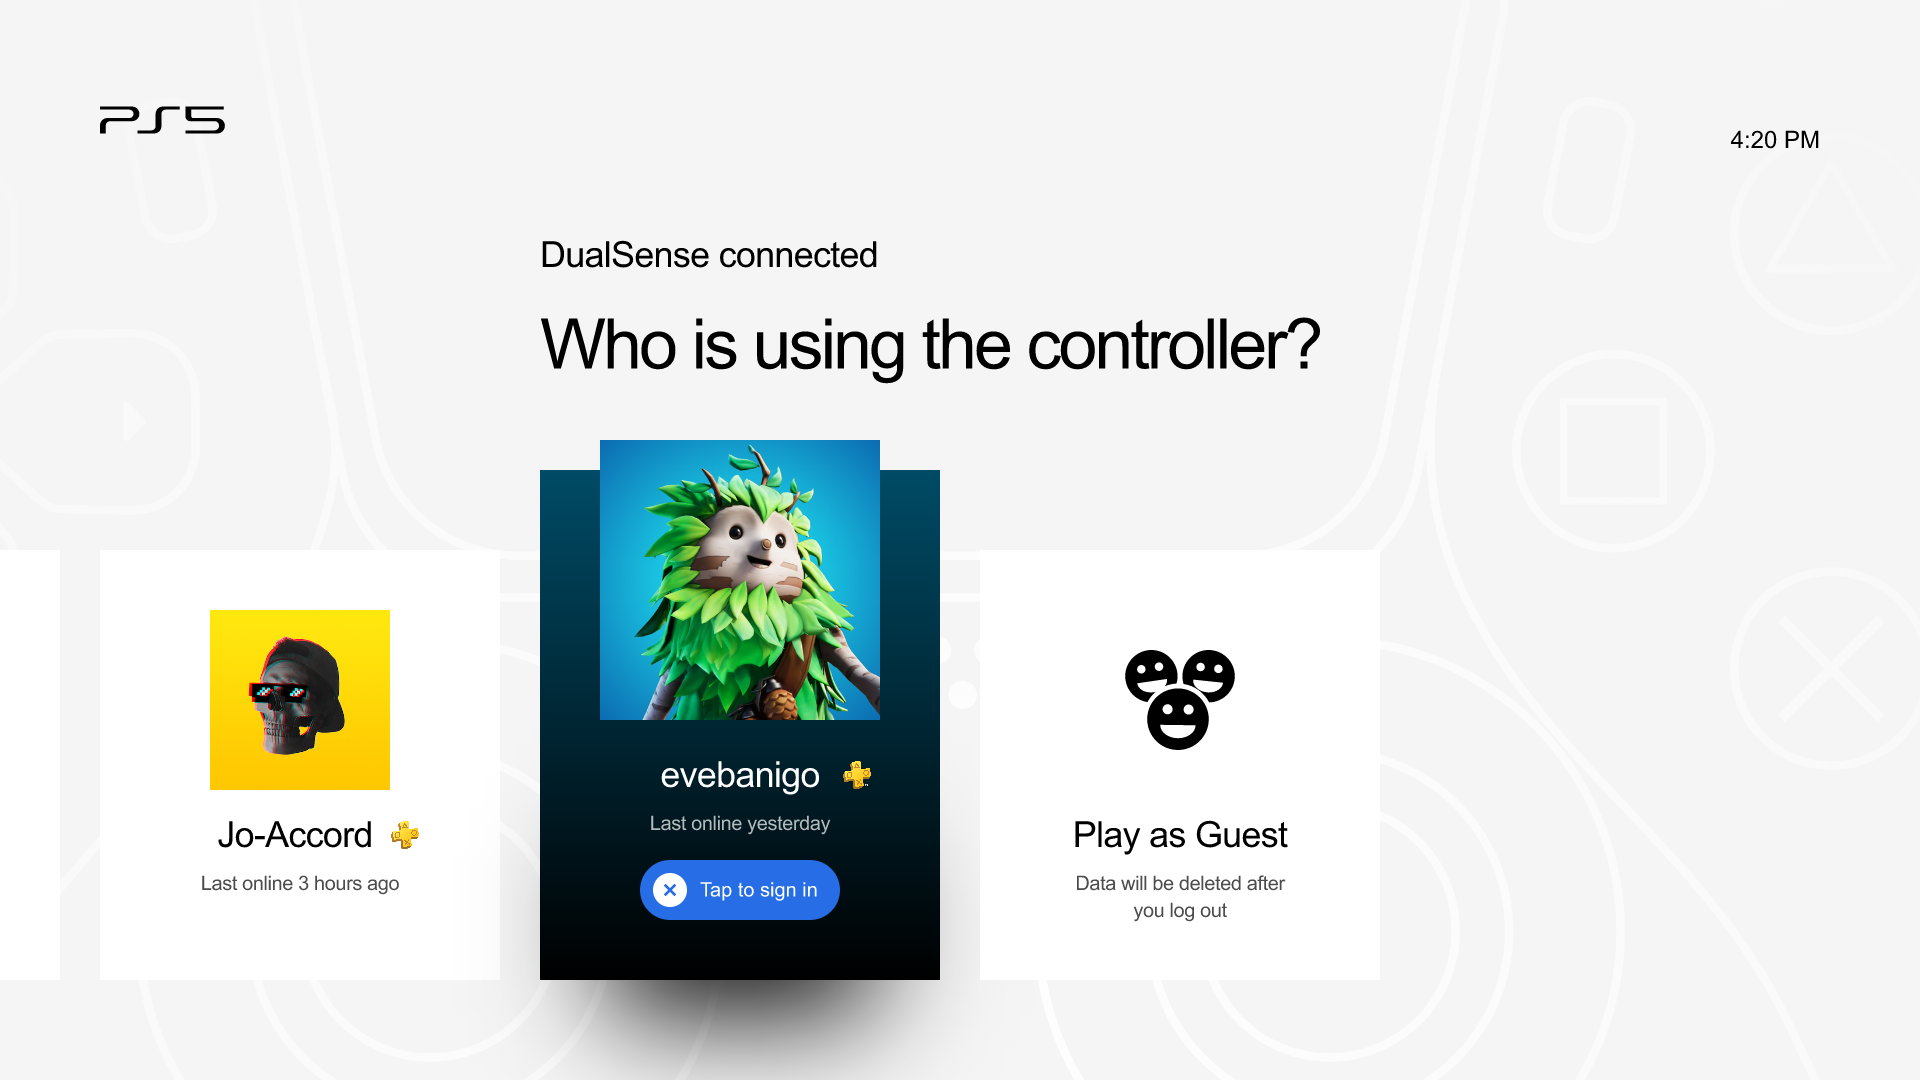 PS5
4:20 PM
DualSense connected
Who is using the controller?
Jo-Accord
Last online 3 hours ago
evebanigo
Last online yesterday
Tap to sign in
Play as Guest
Data will be deleted after
you log out